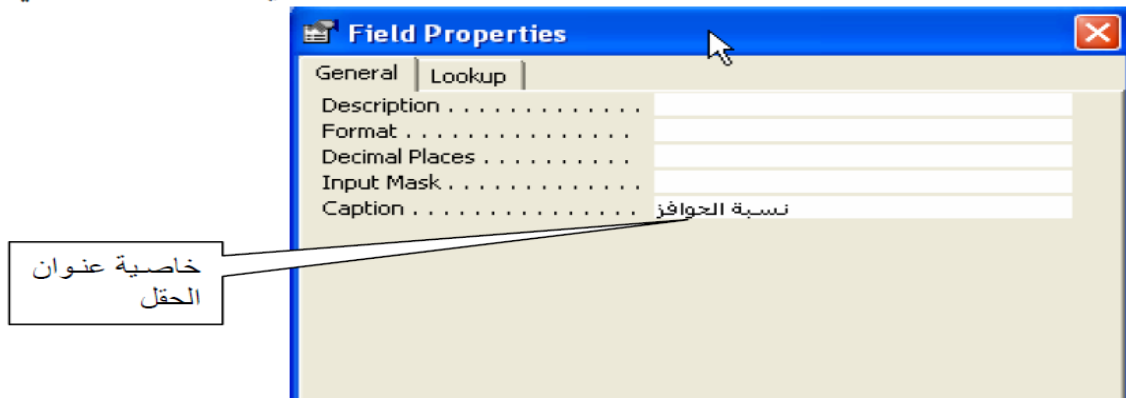 Field Properties
General Lookup
Description . . . . . . . . . . . . .
Format . . . . . . . . . . . . . . .
Decimal Places . . . . . . . . . .
Input Mask . . . . . . . . . . . . .
Caption . . . . . . . . . . . . . . . نسبة الحوافز
خاصية عنوان
الحقل